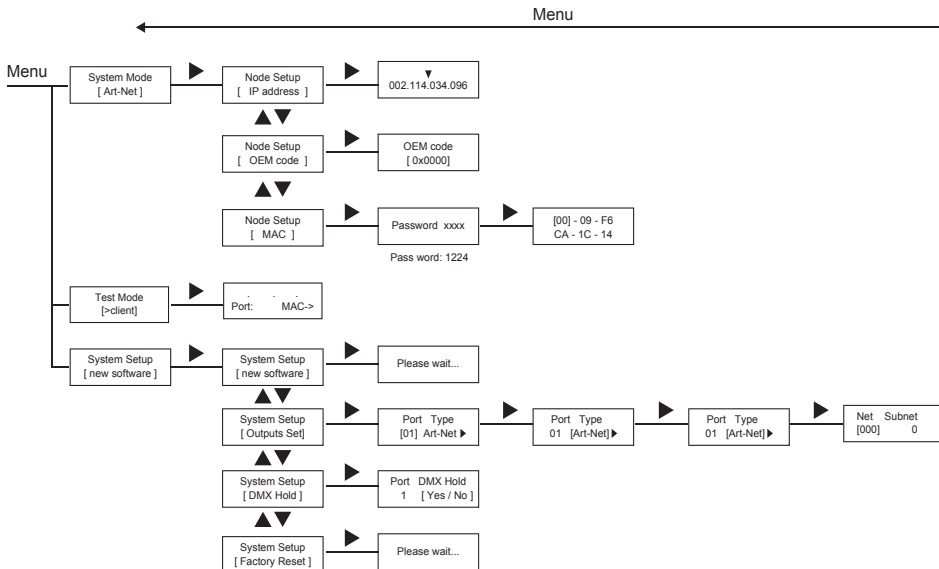 Menu
Menu
System Mode
[ Art-Net ]
Node Setup
[ IP address ]
▼
002.114.034.096
Node Setup
[ OEM code ]
OEM code
[ 0x0000]
Node Setup
[ MAC ]
Password xxxx
[00] - 09 - F6
CA - 1C - 14
Pass word: 1224
Test Mode
[>client]
. . .
Port: MAC->
System Setup
[ new software ]
System Setup
[ new software ]
Please wait...
System Setup
[ Outputs Set]
Port Type
[01] Art-Net ▶
Port Type
01 [Art-Net]▶
Port Type
01 [Art-Net]▶
Net Subnet
[000] 0
System Setup
[ DMX Hold ]
Port DMX Hold
1 [ Yes / No ]
System Setup
[ Factory Reset ]
Please wait...